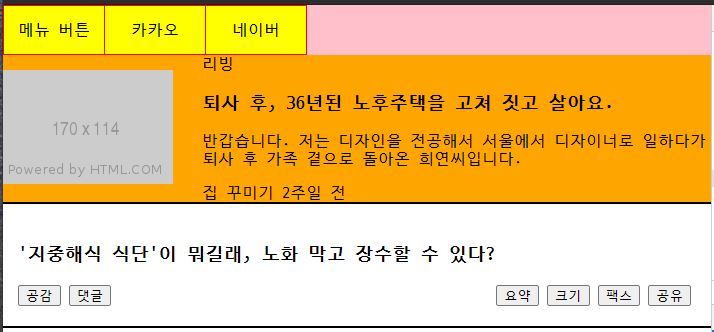 메뉴 버튼 카카오 네이버
리빙
퇴사 후, 36년된 노후주택을 고쳐 짓고 살아요.
170 x 114
Powered by HTML.COM
반갑습니다. 저는 디자인을 전공해서 서울에서 디자이너로 일하다가
퇴사 후 가족 곁으로 돌아온 희연씨입니다.
집 꾸미기 2주일 전
'지중해식 식단'이 뭐길래, 노화 막고 장수할 수 있다?
공감 댓글 요약 크기 팩스 공유